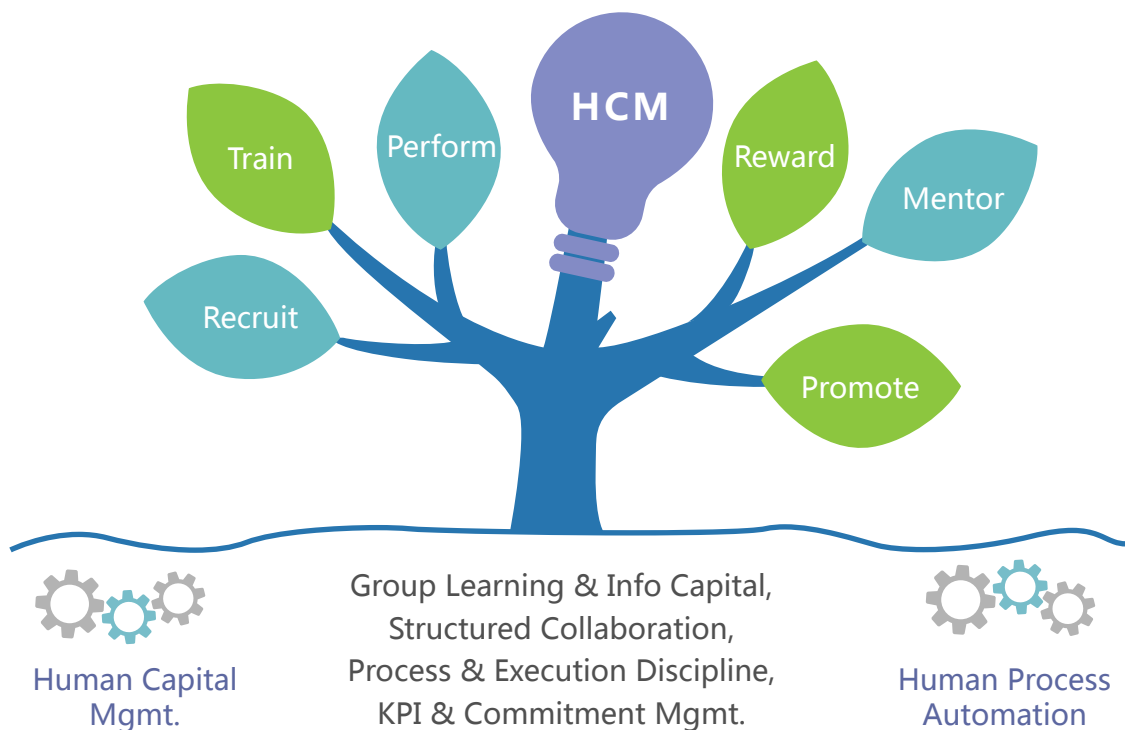 HCM
Train
Perform
Reward
Mentor
Recruit
Promote
Group Learning & Info Capital,
Structured Collaboration,
Process & Execution Discipline,
KPI & Commitment Mgmt.
Human Capital
Mgmt.
Human Process
Automation